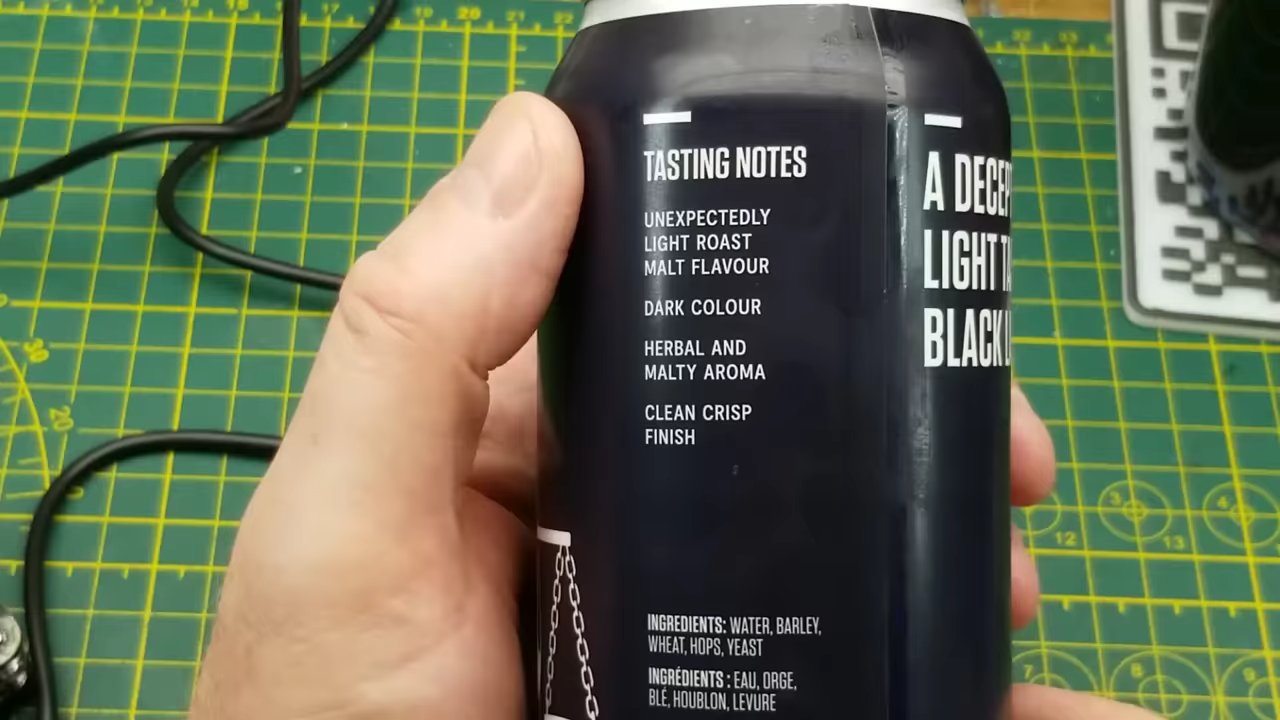 TASTING NOTES
UNEXPECTEDLY
LIGHT ROAST
MALT FLAVOUR
DARK COLOUR
HERBAL AND
MALTY AROMA
CLEAN CRISP
FINISH
INGREDIENTS: WATER, BARLEY,
WHEAT, HOPS, YEAST
INGRÉDIENTS : EAU, ORGE,
BLÉ, HOUBLON, LEVURE
A
LIGHT
BLACK